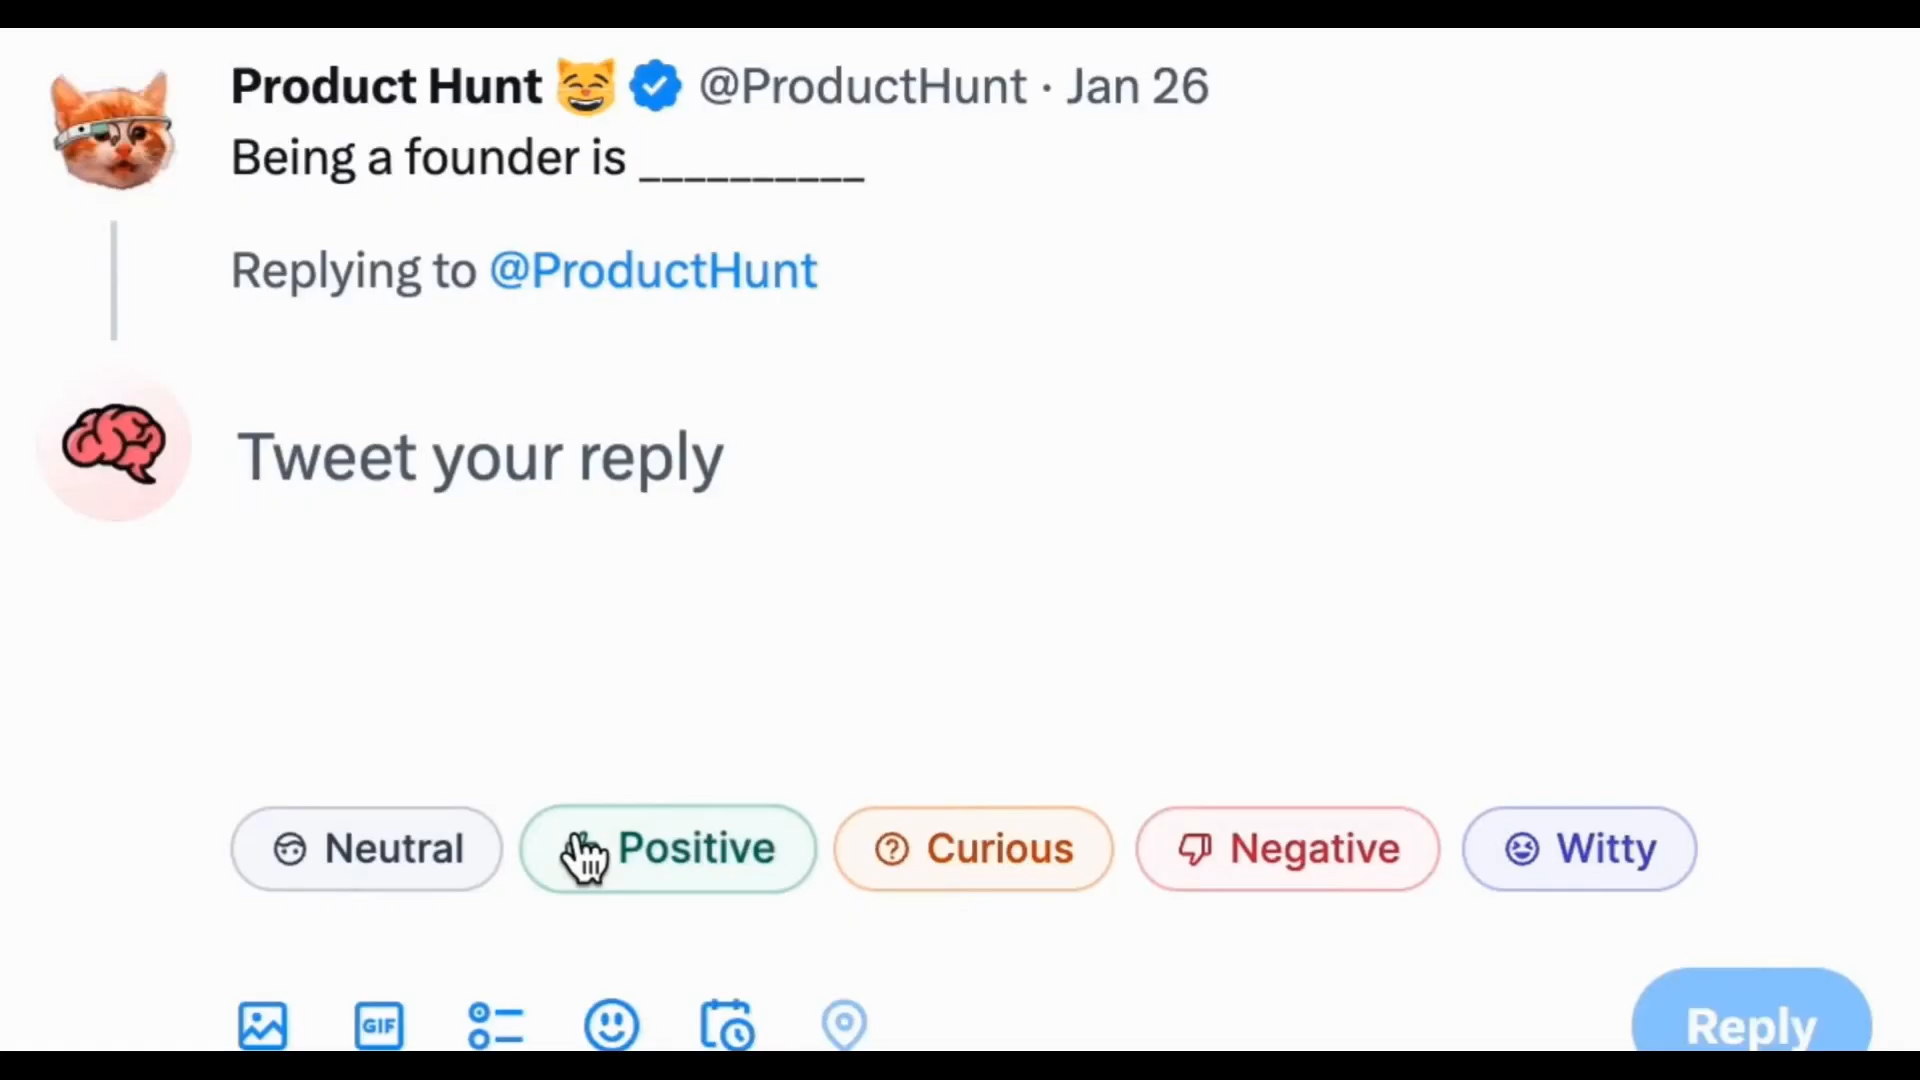 Product Hunt 😸 @ProductHunt · Jan 26
Being a founder is __________
Replying to @ProductHunt
Tweet your reply
Neutral Positive Curious Negative Witty
GIF Reply